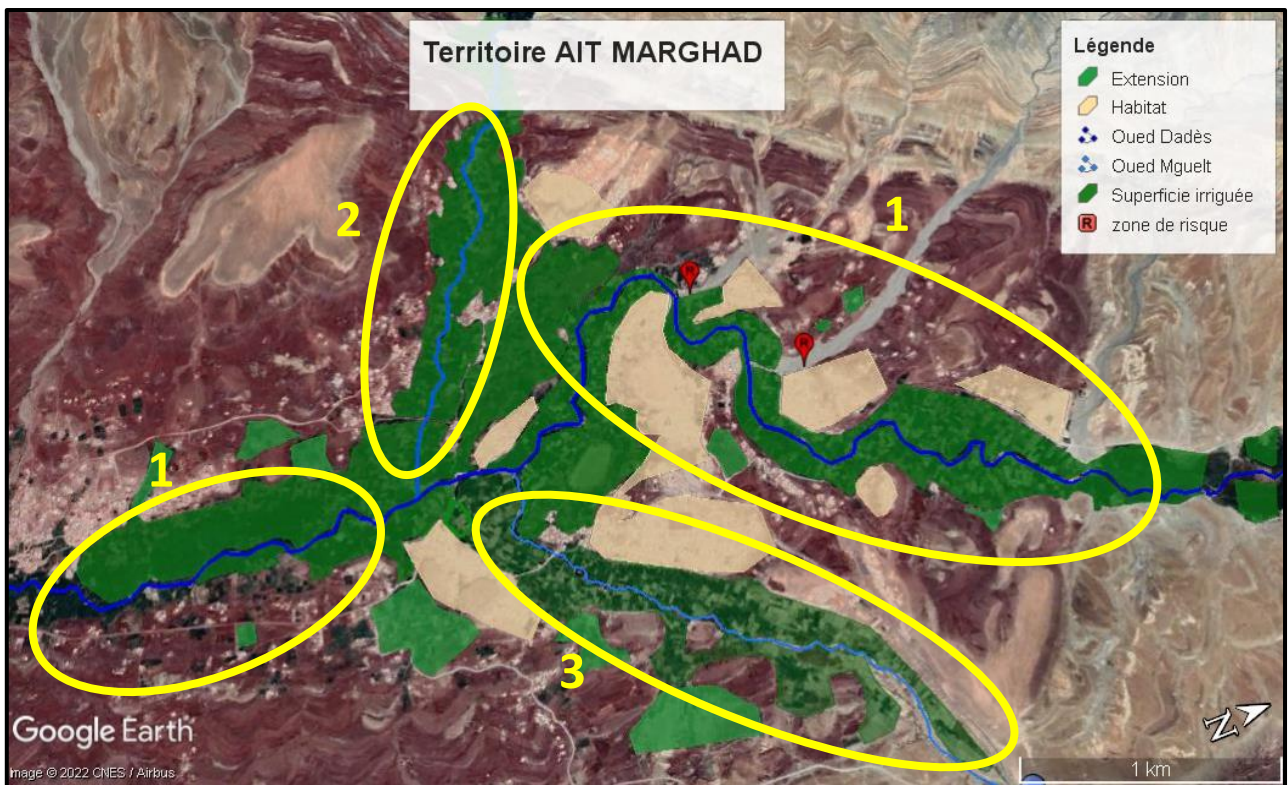 Territoire AIT MARGHAD
Légende
Extension
Habitat
Oued Dadès
Oued Mguelt
Superficie irriguée
R zone de risque
2
1
R
R
1
3
Google Earth
Image © 2022 CNES / Airbus
N
1 km